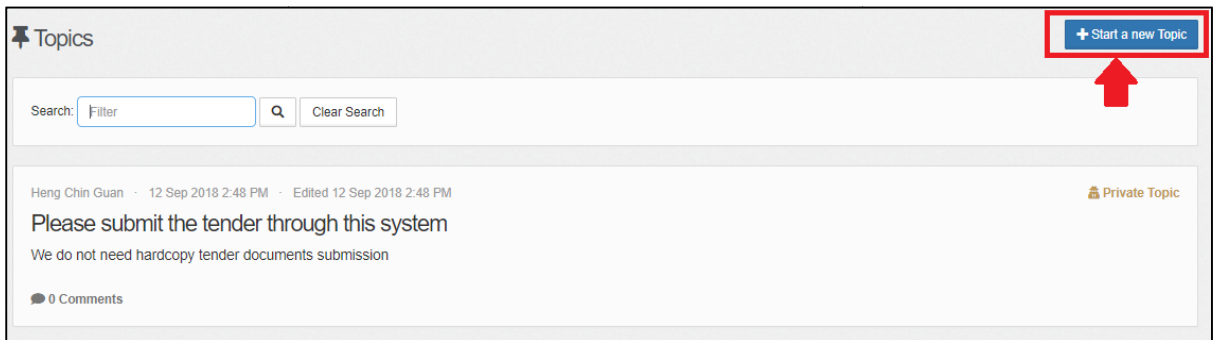 Topics
+ Start a new Topic
Search: Filter Clear Search
Heng Chin Guan · 12 Sep 2018 2:48 PM · Edited 12 Sep 2018 2:48 PM
Private Topic
Please submit the tender through this system
We do not need hardcopy tender documents submission
0 Comments